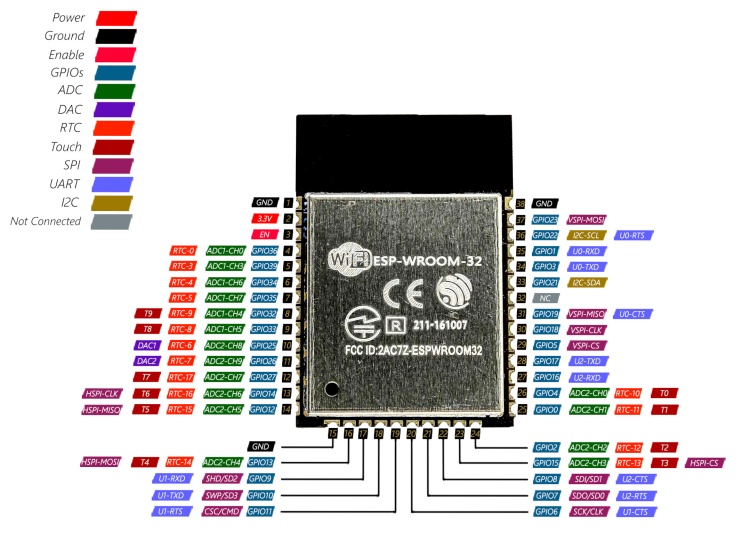 Power
Ground
Enable
GPIOs
ADC
DAC
RTC
Touch
SPI
UART
I2C
Not Connected
GND 1
3.3V 2
EN 3
RTC-0 ADC1-CH0 GPIO36 4
RTC-3 ADC1-CH3 GPIO39 5
RTC-4 ADC1-CH6 GPIO34 6
RTC-5 ADC1-CH7 GPIO35 7
T9 RTC-9 ADC1-CH4 GPIO32 8
T8 RTC-8 ADC1-CH5 GPIO33 9
DAC1 RTC-6 ADC2-CH8 GPIO25 10
DAC2 RTC-7 ADC2-CH9 GPIO26 11
T7 RTC-17 ADC2-CH7 GPIO27 12
HSPI-CLK T6 RTC-16 ADC2-CH6 GPIO14 13
HSPI-MISO T5 RTC-15 ADC2-CH5 GPIO12 14
WiFi ESP-WROOM-32
CE
R 211-161007
FCC ID:2AC7Z-ESPWROOM32
38 GND
37 GPIO23 VSPI-MOSI
36 GPIO22 I2C-SCL U0-RTS
35 GPIO1 U0-RXD
34 GPIO3 U0-TXD
33 GPIO21 I2C-SDA
32 NC
31 GPIO19 VSPI-MISO U0-CTS
30 GPIO18 VSPI-CLK
29 GPIO5 VSPI-CS
28 GPIO17 U2-TXD
27 GPIO16 U2-RXD
26 GPIO4 ADC2-CH0 RTC-10 T0
25 GPIO0 ADC2-CH1 RTC-11 T1
15 16 17 18 19 20 21 22 23 24
GND
HSPI-MOSI T4 RTC-14 ADC2-CH4 GPIO13
U1-RXD SHD/SD2 GPIO9
U1-TXD SWP/SD3 GPIO10
U1-RTS CSC/CMD GPIO11
GPIO2 ADC2-CH2 RTC-12 T2
GPIO15 ADC2-CH3 RTC-13 T3 HSPI-CS
GPIO8 SDI/SD1 U2-CTS
GPIO7 SDO/SD0 U2-RTS
GPIO6 SCK/CLK U1-CTS